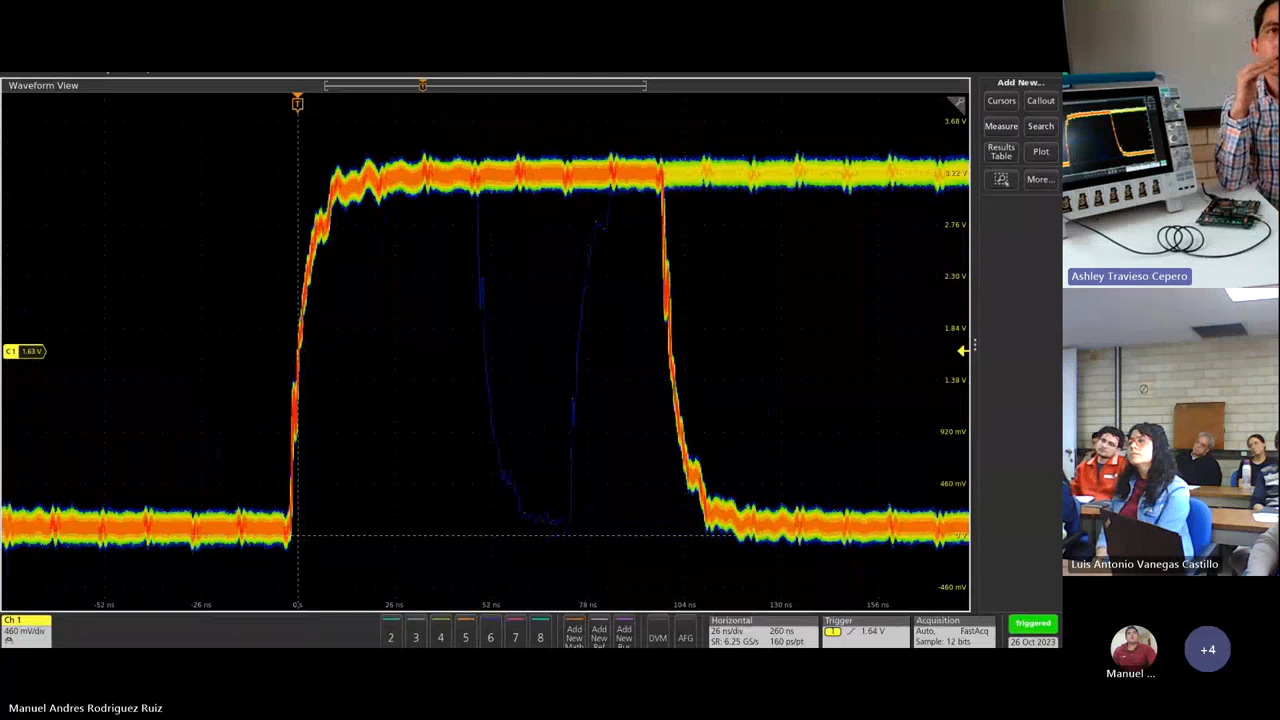 Waveform View
T
T
3.68 V
3.22 V
2.76 V
2.30 V
1.84 V
1.38 V
920 mV
460 mV
-460 mV
C 1 1.63 V
-52 ns
-26 ns
0 s
26 ns
52 ns
78 ns
104 ns
130 ns
156 ns
Add New...
Cursors
Callout
Measure
Search
Results
Table
Plot
More...
Ch 1
460 mV/div
2
3
4
5
6
7
8
Add
New
Math
Add
New
Ref
Add
New
Bus
DVM
AFG
Horizontal
26 ns/div 260 ns
SR: 6.25 GS/s 160 ps/pt
Trigger
1 1.64 V
Acquisition
Auto, FastAcq
Sample: 12 bits
Triggered
26 Oct 2023
Ashley Travieso Cepero
Luis Antonio Vanegas Castillo
Manuel ...
+4
Manuel Andres Rodriguez Ruiz